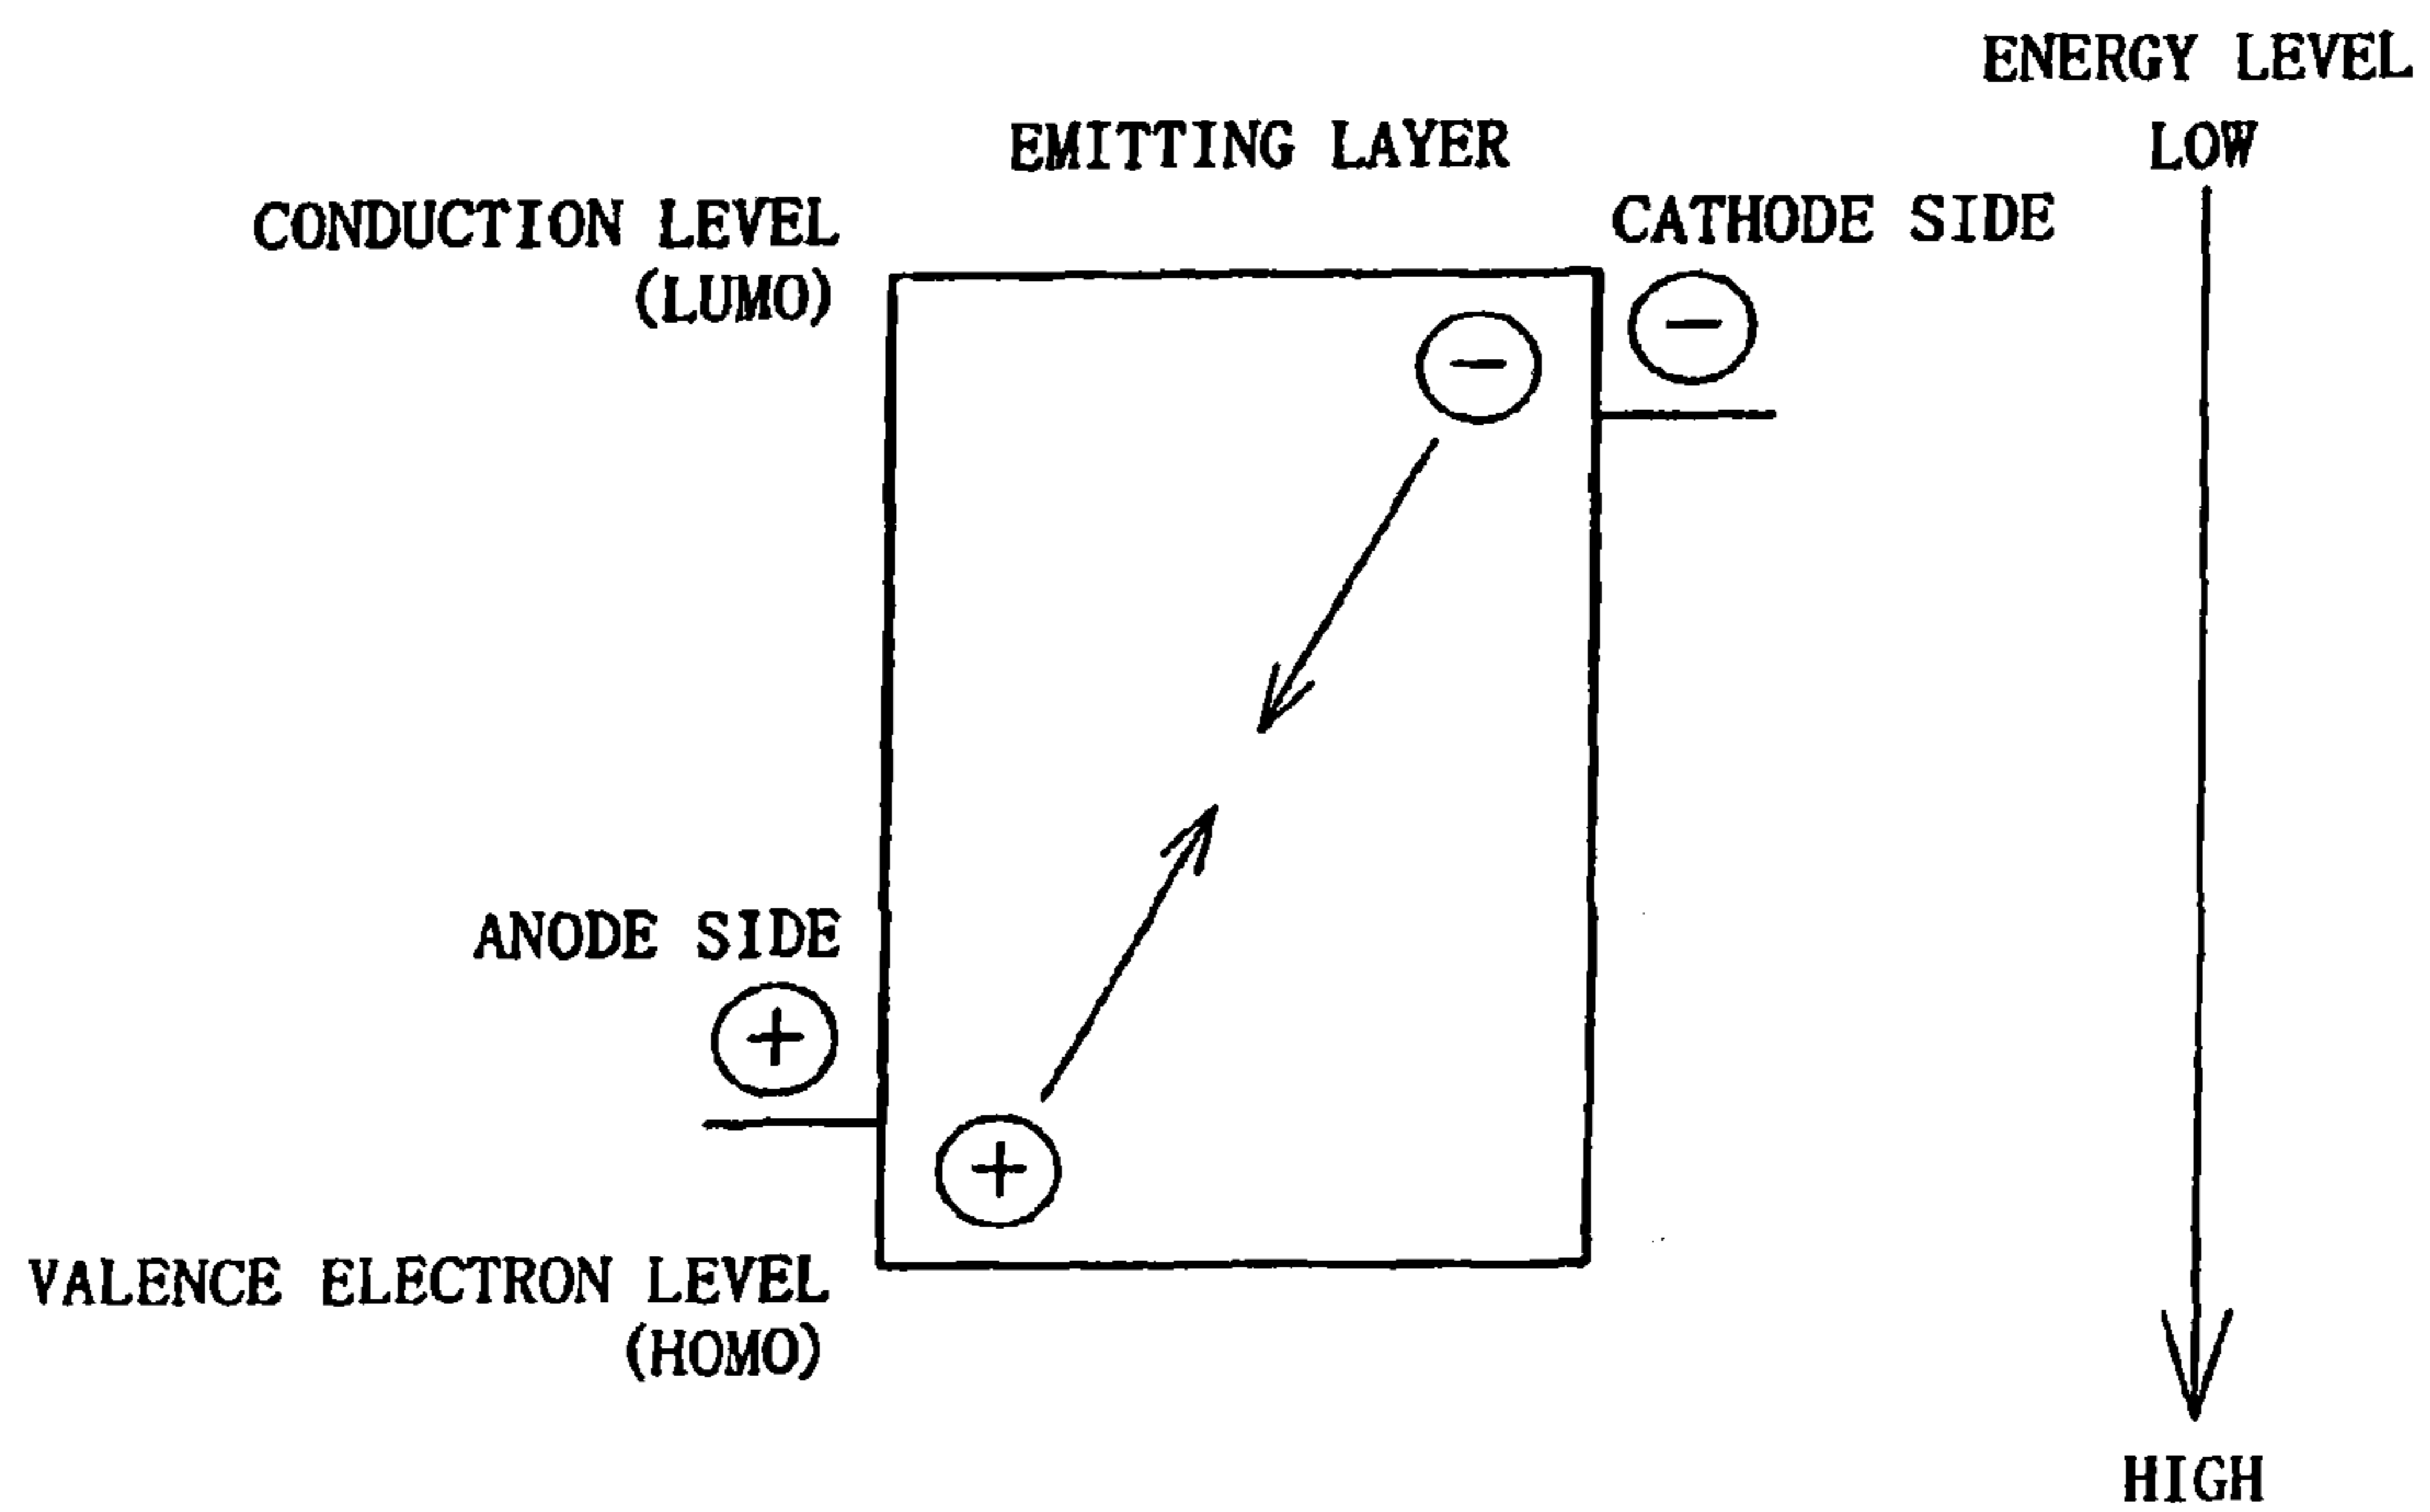 ENERGY LEVEL
LOW
EMITTING LAYER
CONDUCTION LEVEL
(LUMO)
CATHODE SIDE
−
−
ANODE SIDE
+
+
VALENCE ELECTRON LEVEL
(HOMO)
HIGH